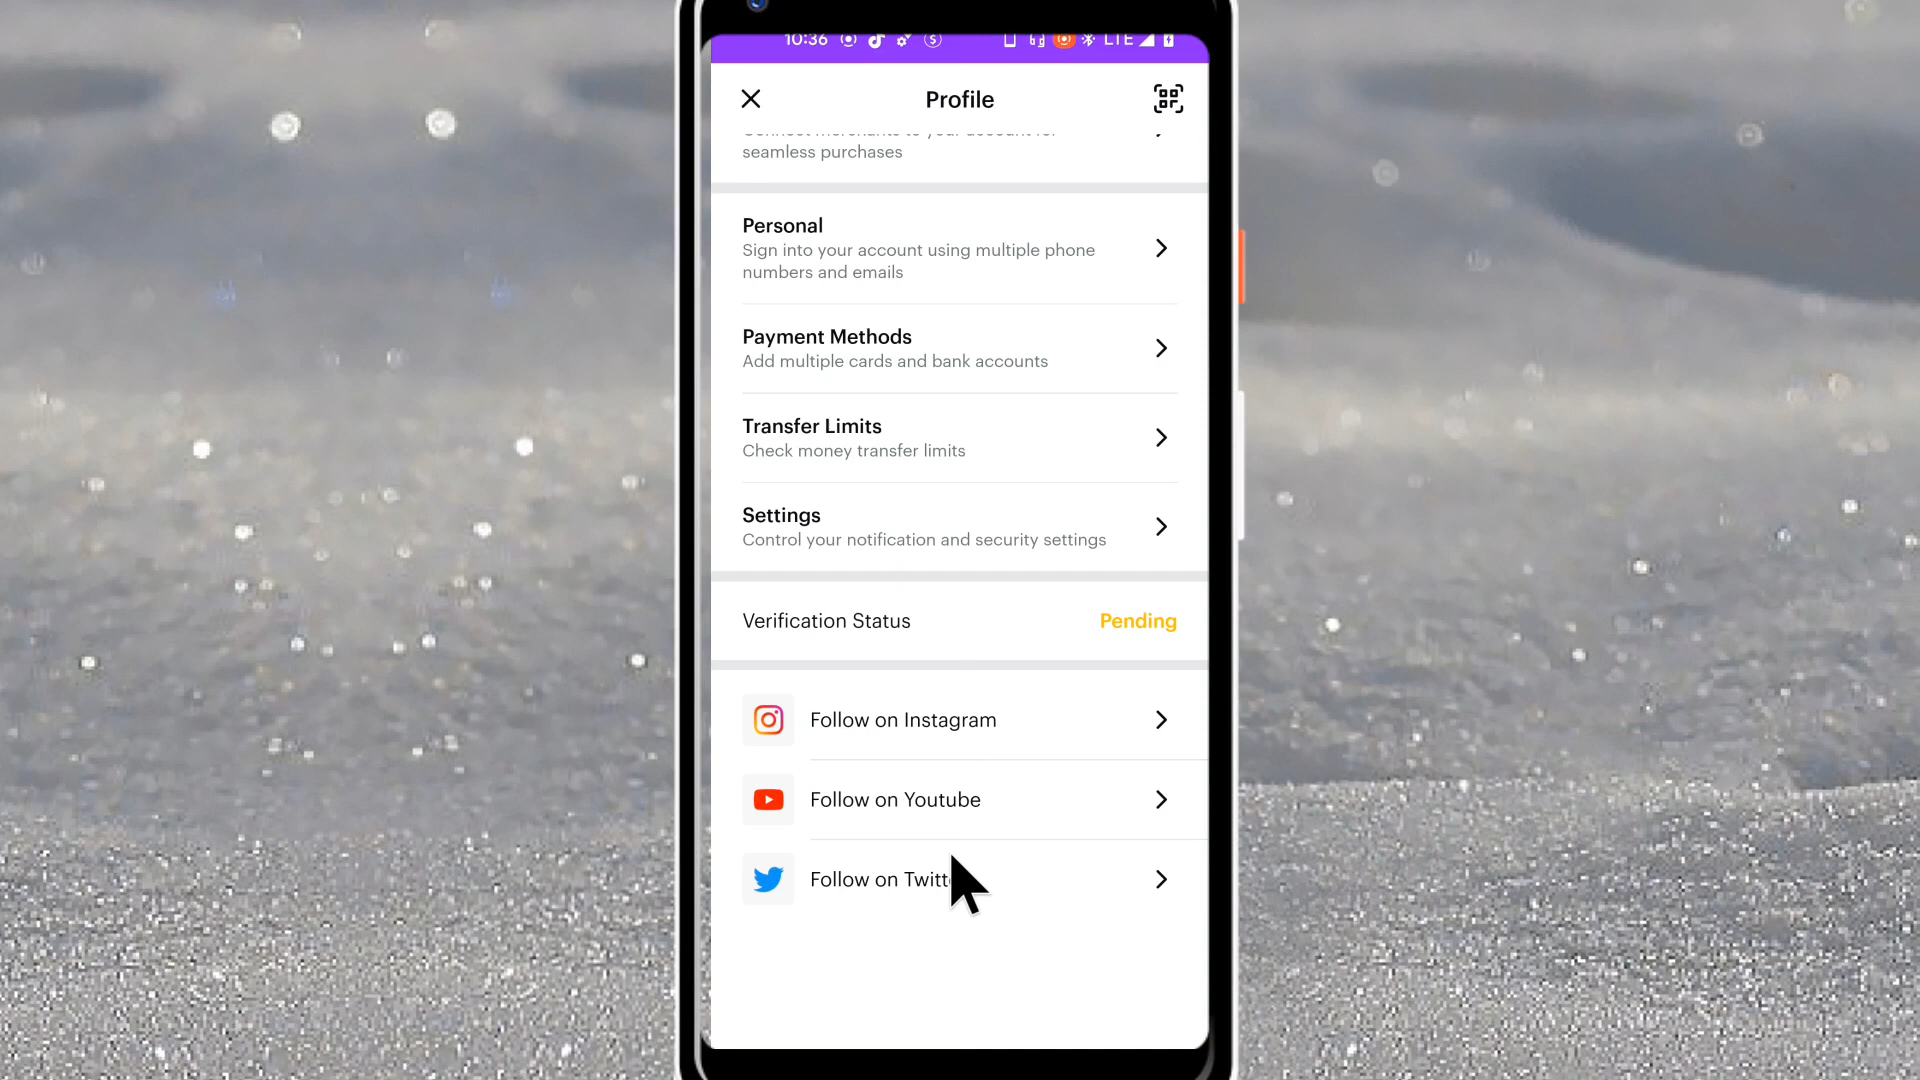 10:36 LTE
Profile
Connect merchants to your account for
seamless purchases
Personal
Sign into your account using multiple phone
numbers and emails
Payment Methods
Add multiple cards and bank accounts
Transfer Limits
Check money transfer limits
Settings
Control your notification and security settings
Verification Status Pending
Follow on Instagram
Follow on Youtube
Follow on Twitt